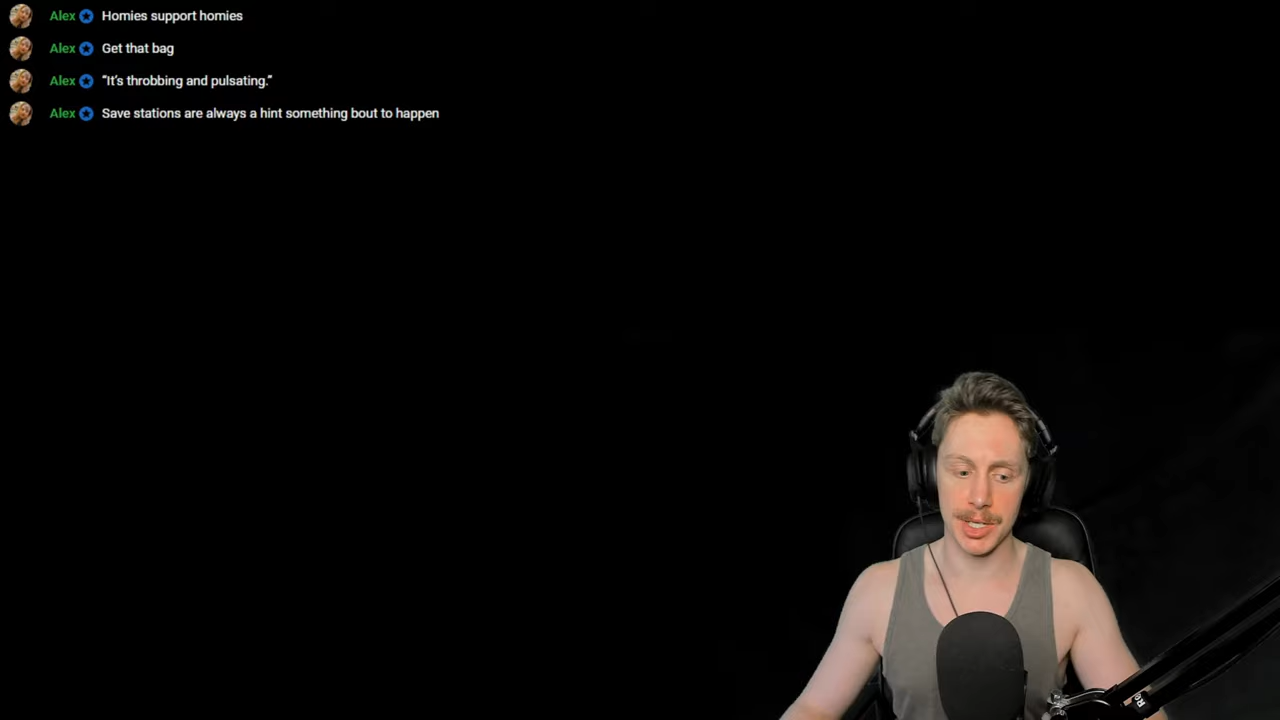 Alex Homies support homies
Alex Get that bag
Alex “It's throbbing and pulsating.”
Alex Save stations are always a hint something bout to happen